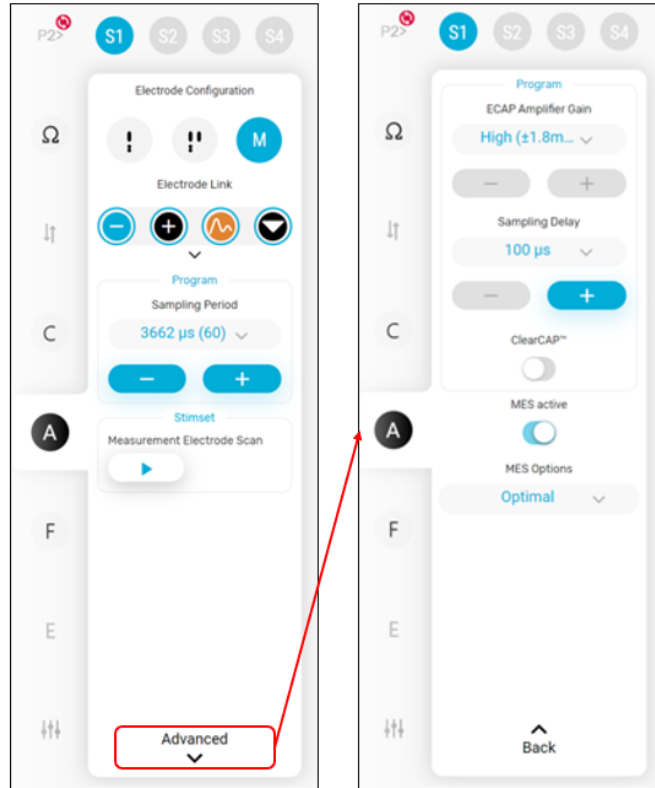 P2>
S1
S2
S3
S4
Electrode Configuration
M
Electrode Link
Program
Sampling Period
3662 µs (60)
Stimset
Measurement Electrode Scan
Advanced
Ω
C
A
F
E
P2>
S1
S2
S3
S4
Program
ECAP Amplifier Gain
High (±1.8m...
Sampling Delay
100 µs
ClearCAP™
MES active
MES Options
Optimal
Back
Ω
C
A
F
E